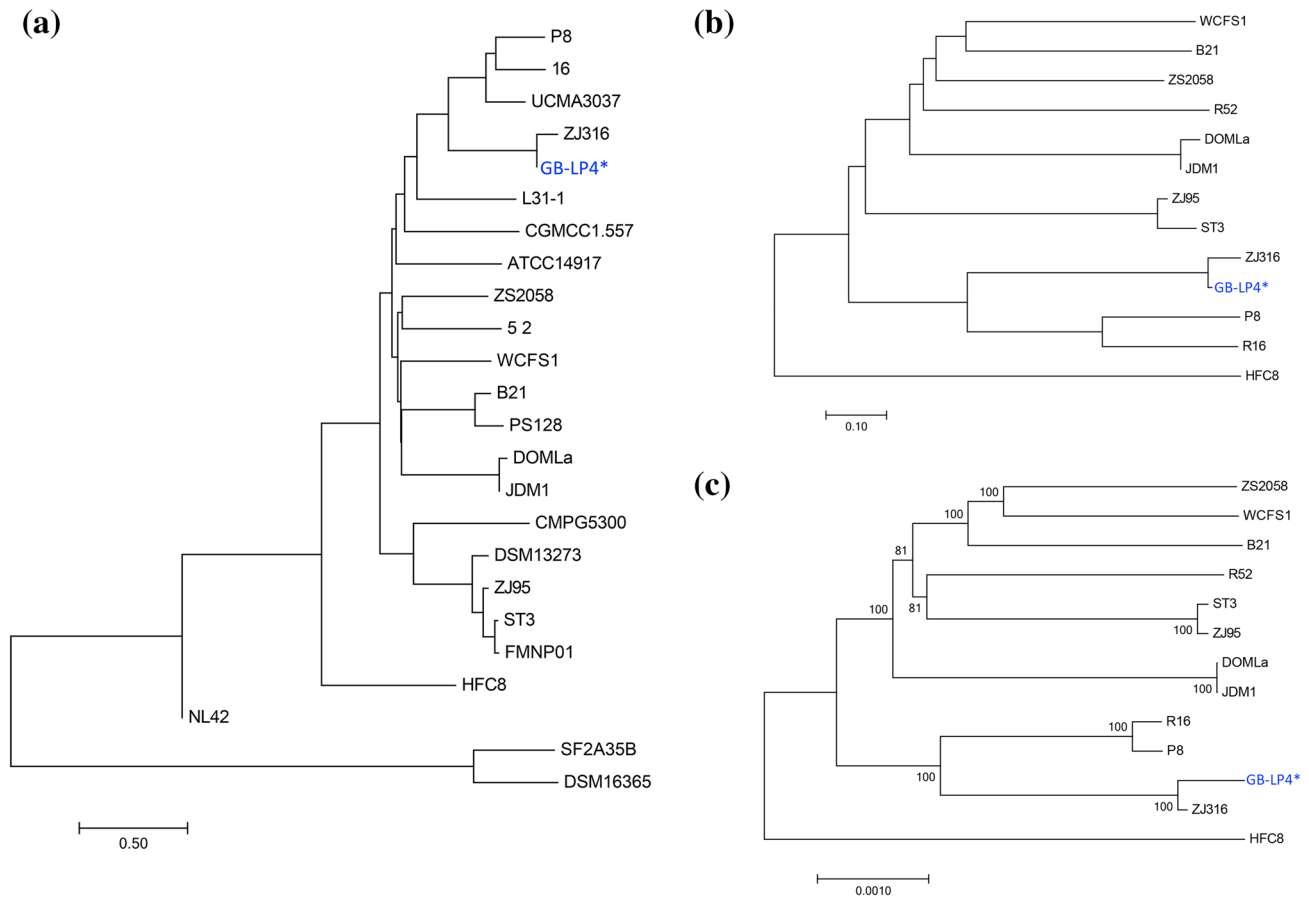 (a)
P8
16
UCMA3037
ZJ316
GB-LP4*
L31-1
CGMCC1.557
ATCC14917
ZS2058
5 2
WCFS1
B21
PS128
DOMLa
JDM1
CMPG5300
DSM13273
ZJ95
ST3
FMNP01
HFC8
NL42
SF2A35B
DSM16365
0.50
(b)
WCFS1
B21
ZS2058
R52
DOMLa
JDM1
ZJ95
ST3
ZJ316
GB-LP4*
P8
R16
HFC8
0.10
(c)
100 ZS2058
100 WCFS1
B21
81
R52
100 81 ST3
100 ZJ95
DOMLa
100 JDM1
100 R16
P8
100 GB-LP4*
100 ZJ316
HFC8
0.0010